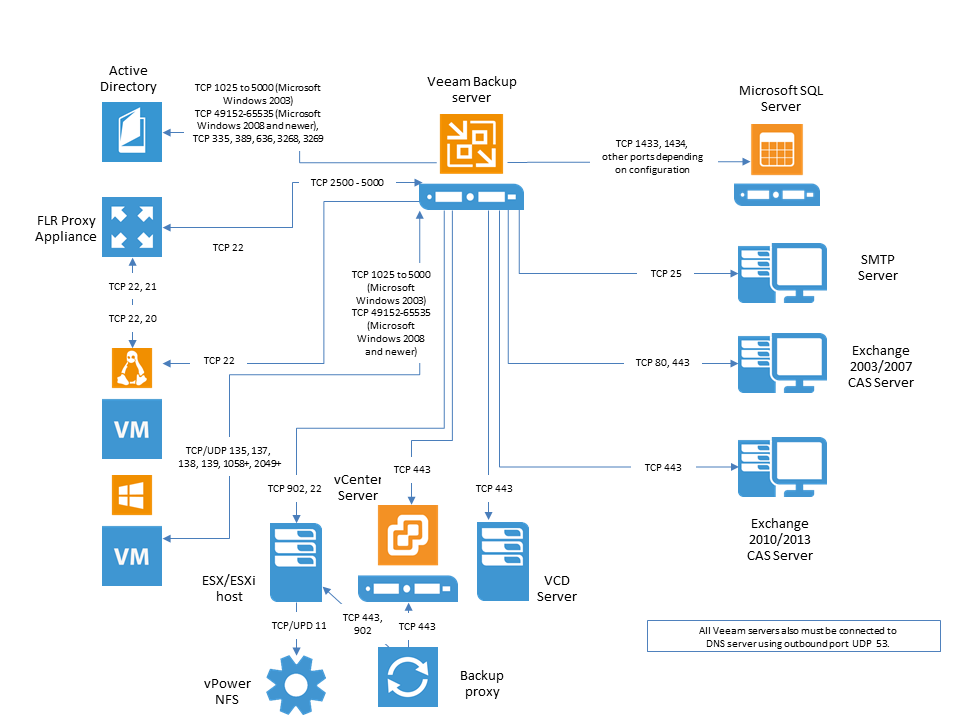 Active
Directory
TCP 1025 to 5000 (Microsoft
Windows 2003)
TCP 49152-65535 (Microsoft
Windows 2008 and newer),
TCP 335, 389, 636, 3268, 3269
Veeam Backup
server
Microsoft SQL
Server
TCP 1433, 1434,
other ports depending
on configuration
TCP 2500 - 5000
FLR Proxy
Appliance
TCP 22
TCP 22, 21
TCP 22, 20
TCP 1025 to 5000
(Microsoft
Windows 2003)
TCP 49152-65535
(Microsoft
Windows 2008
and newer)
TCP 25
SMTP
Server
TCP 22
TCP 80, 443
Exchange
2003/2007
CAS Server
VM
TCP/UDP 135, 137,
138, 139, 1058+, 2049+
TCP 902, 22
vCenter
Server
TCP 443
TCP 443
TCP 443
Exchange
2010/2013
CAS Server
VM
ESX/ESXi
host
VCD
Server
TCP/UPD 11
TCP 443,
902
TCP 443
vPower
NFS
Backup
proxy
All Veeam servers also must be connected to
DNS server using outbound port UDP 53.